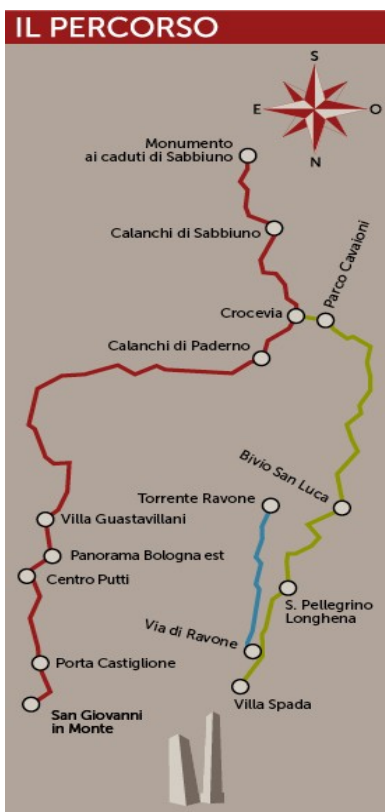 IL PERCORSO
S
E
O
N
Monumento
ai caduti di Sabbiuno
Calanchi di Sabbiuno
Parco Cavaioni
Crocevia
Calanchi di Paderno
Bivio San Luca
Torrente Ravone
Villa Guastavillani
Panorama Bologna est
Centro Putti
S. Pellegrino
Longhena
Via di Ravone
Porta Castiglione
Villa Spada
San Giovanni
in Monte